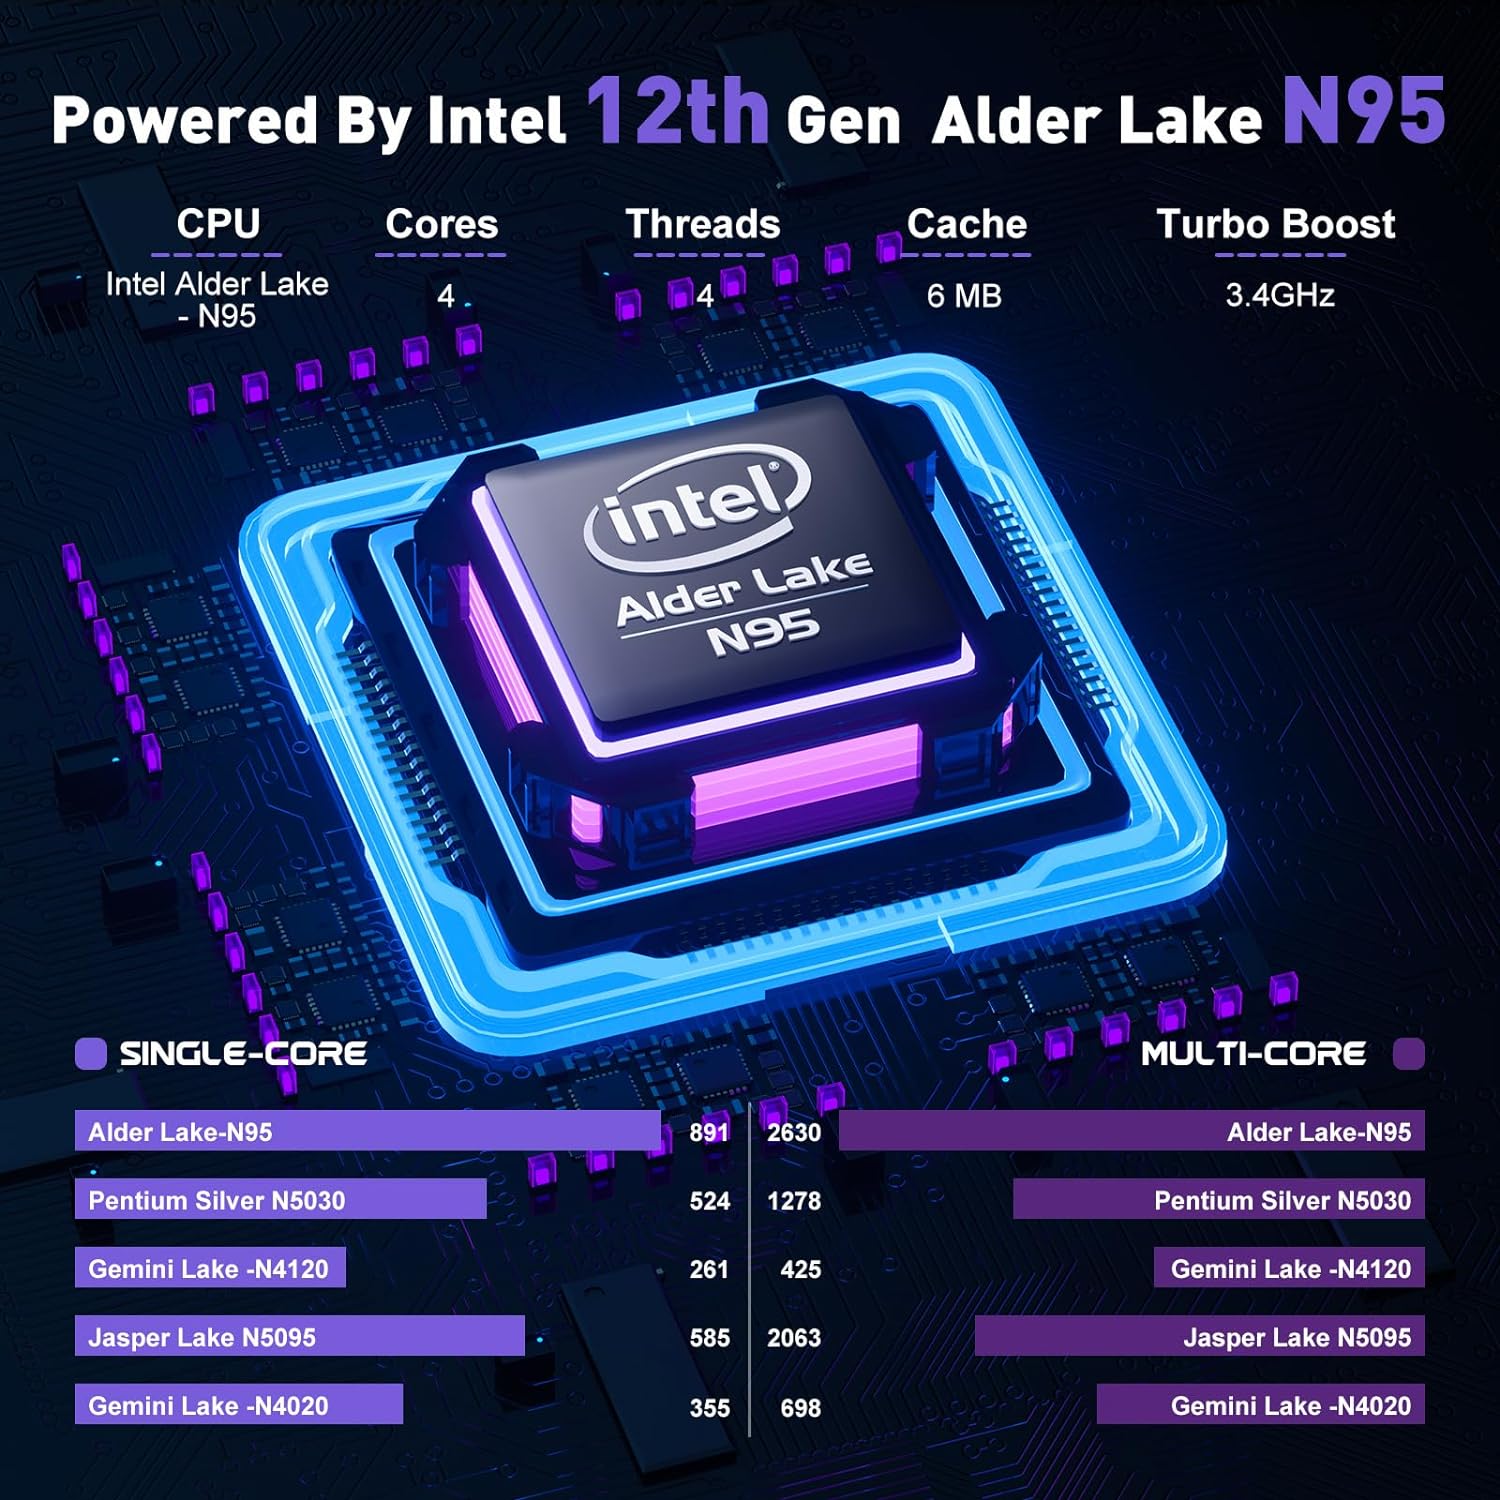 Powered By Intel 12th Gen Alder Lake N95
CPU Cores Threads Cache Turbo Boost
Intel Alder Lake
- N95
4 4 6 MB 3.4GHz
intel®
Alder Lake
N95
SINGLE-CORE MULTI-CORE
Alder Lake-N95 891 2630 Alder Lake-N95
Pentium Silver N5030 524 1278 Pentium Silver N5030
Gemini Lake -N4120 261 425 Gemini Lake -N4120
Jasper Lake N5095 585 2063 Jasper Lake N5095
Gemini Lake -N4020 355 698 Gemini Lake -N4020